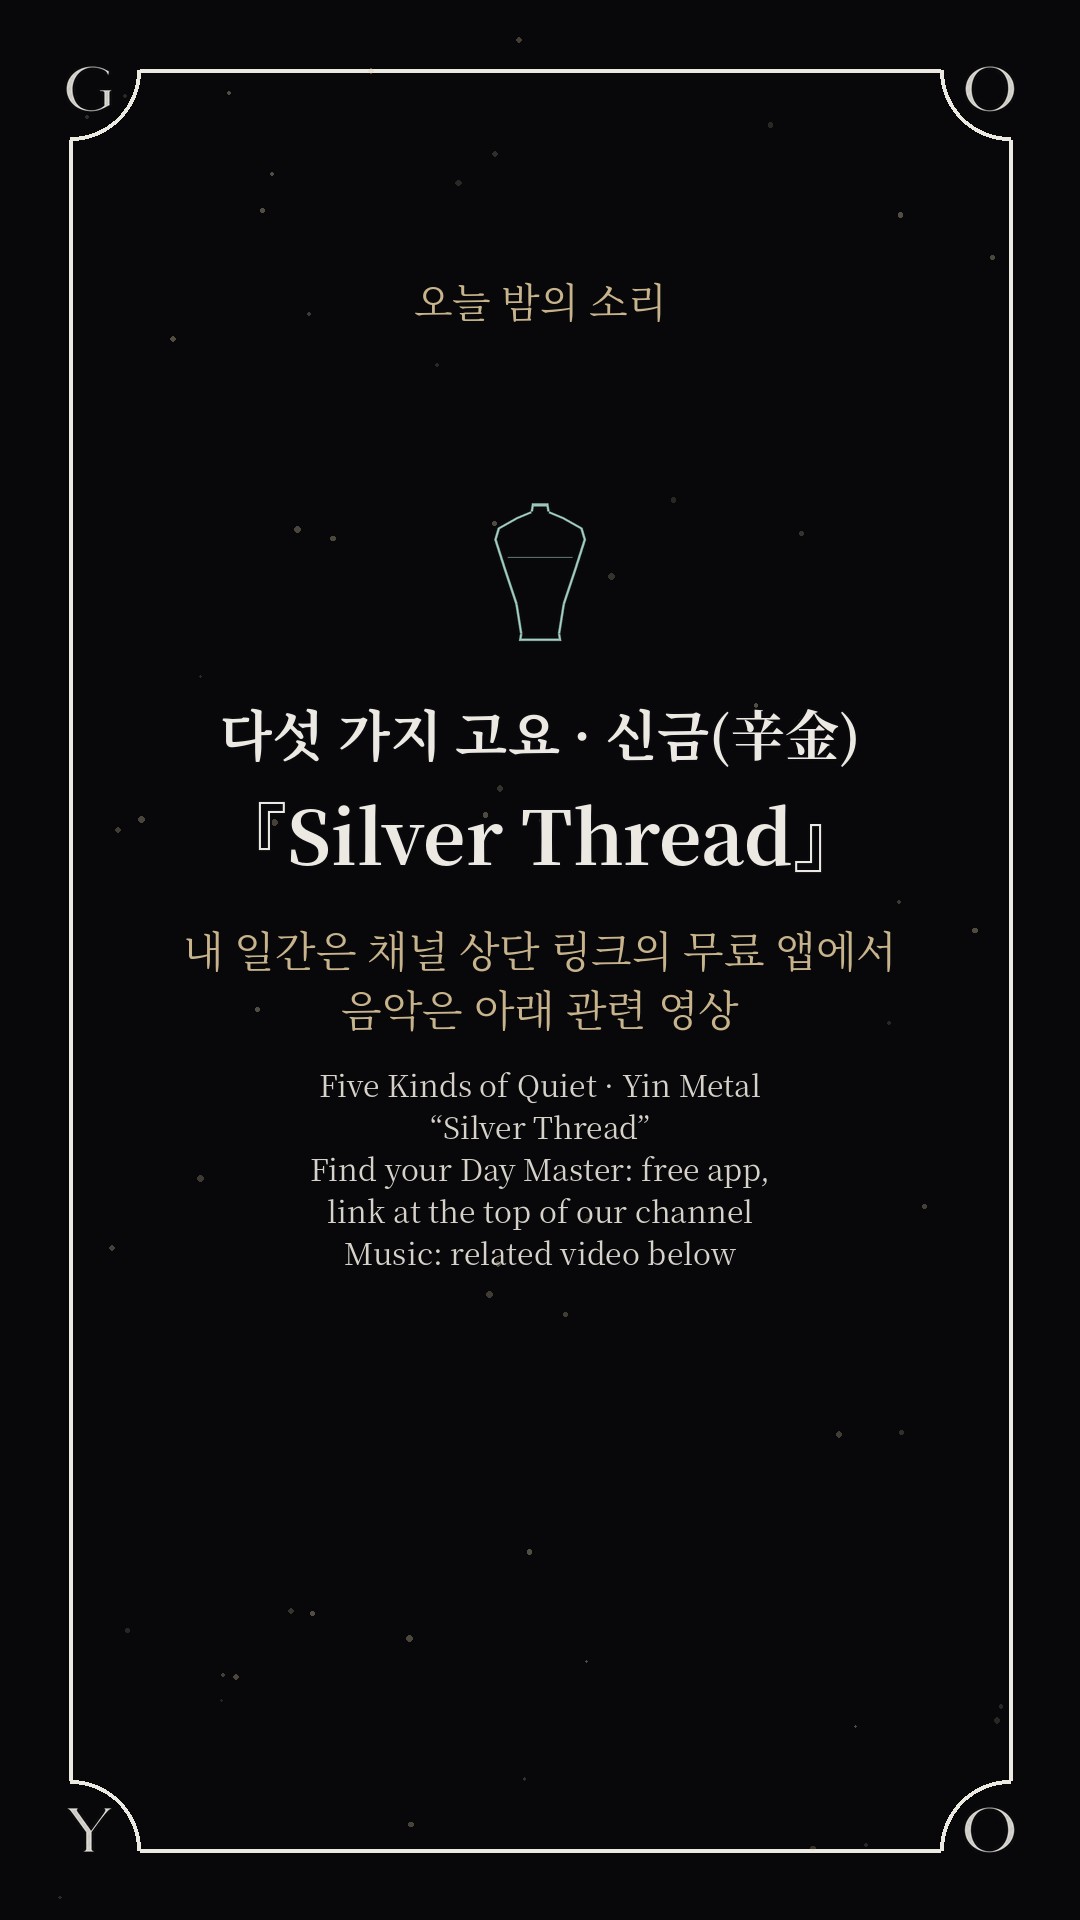 G O
오늘 밤의 소리
다섯 가지 고요 · 신금(辛金)
『Silver Thread』
내 일간은 채널 상단 링크의 무료 앱에서
음악은 아래 관련 영상
Five Kinds of Quiet · Yin Metal
“Silver Thread”
Find your Day Master: free app,
link at the top of our channel
Music: related video below
Y O